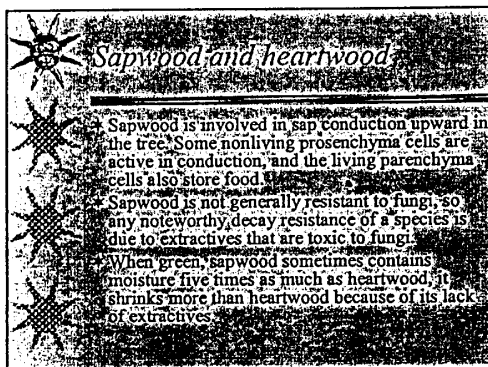 Sapwood and heartwood
Sapwood is involved in sap conduction upward in
the tree. Some nonliving prosenchyma cells are
active in conduction, and the living parenchyma
cells also store food.
Sapwood is not generally resistant to fungi, so
any noteworthy decay resistance of a species is
due to extractives that are toxic to fungi.
When green, sapwood sometimes contains
moisture five times as much as heartwood, it
shrinks more than heartwood because of its lack
of extractives.